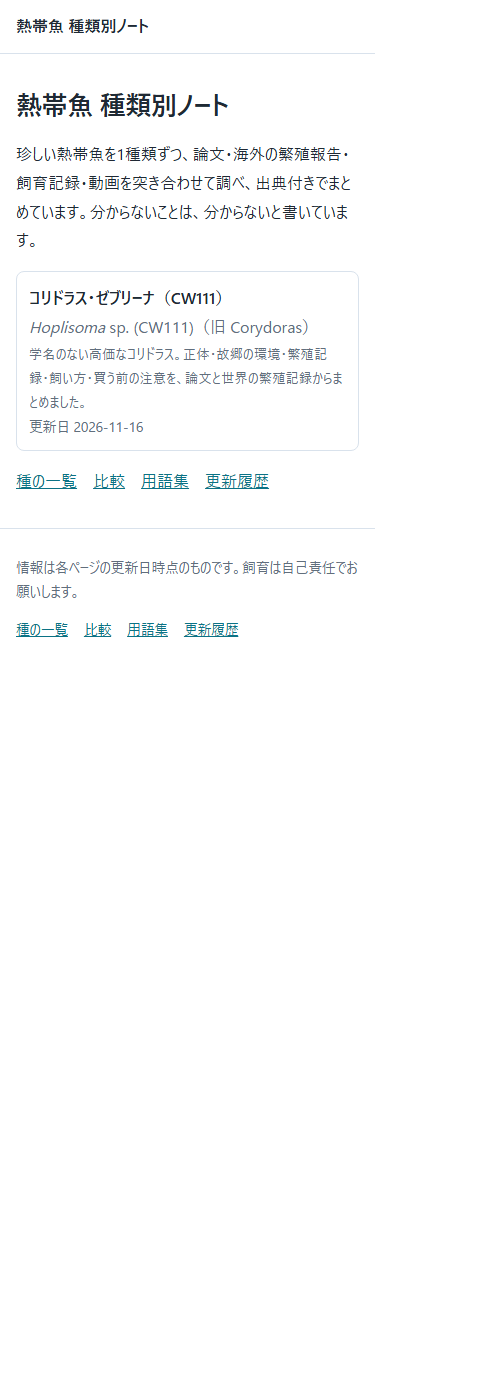 熱帯魚 種類別ノート
熱帯魚 種類別ノート
珍しい熱帯魚を1種類ずつ、論文・海外の繁殖報告・
飼育記録・動画を突き合わせて調べ、出典付きでまと
めています。分からないことは、分からないと書いていま
す。
コリドラス・ゼブリーナ（CW111）
Hoplisoma sp. (CW111)（旧 Corydoras）
学名のない高価なコリドラス。正体・故郷の環境・繁殖記
録・飼い方・買う前の注意を、論文と世界の繁殖記録からま
とめました。
更新日 2026-11-16
種の一覧 比較 用語集 更新履歴
情報は各ページの更新日時点のものです。飼育は自己責任でお
願いします。
種の一覧 比較 用語集 更新履歴